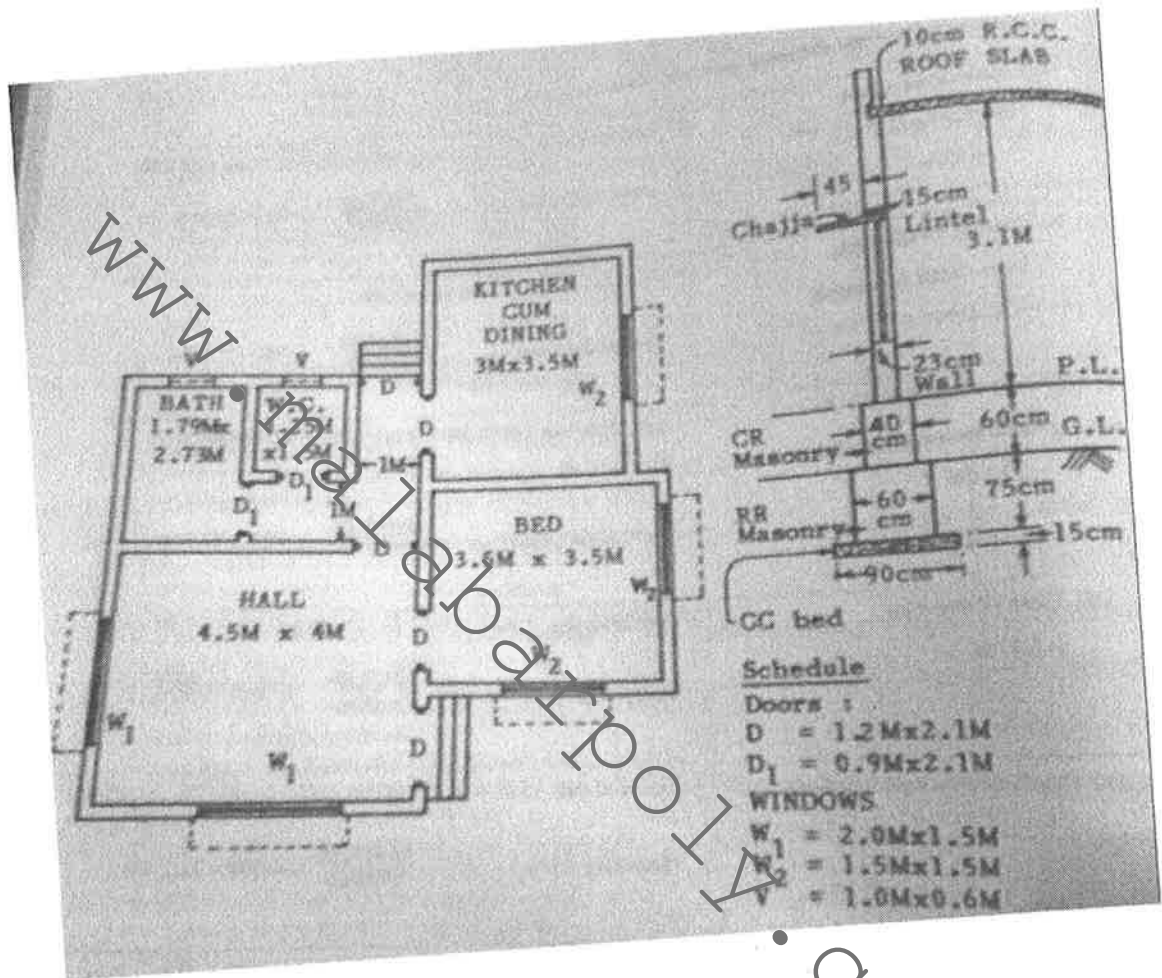 10cm R.C.C.
ROOF SLAB
45
15cm
Chajja
Lintel
3.1M
KITCHEN
CUM
DINING
3Mx3.5M
W2
23cm
Wall
P.L.
V
V
D
BATH
W.C.
1.79Mx
2.73M
D
1M
D1
D1
1M
D
40
cm
60cm
G.L.
CR
Masonry
75cm
60
cm
RR
Masonry
15cm
90cm
CC bed
BED
3.6M x 3.5M
W2
W2
HALL
4.5M x 4M
D
D
W1
W1
Schedule
Doors :
D = 1.2Mx2.1M
D1 = 0.9Mx2.1M
WINDOWS
W1 = 2.0Mx1.5M
W2 = 1.5Mx1.5M
V = 1.0Mx0.6M
www.malabarpoly.c